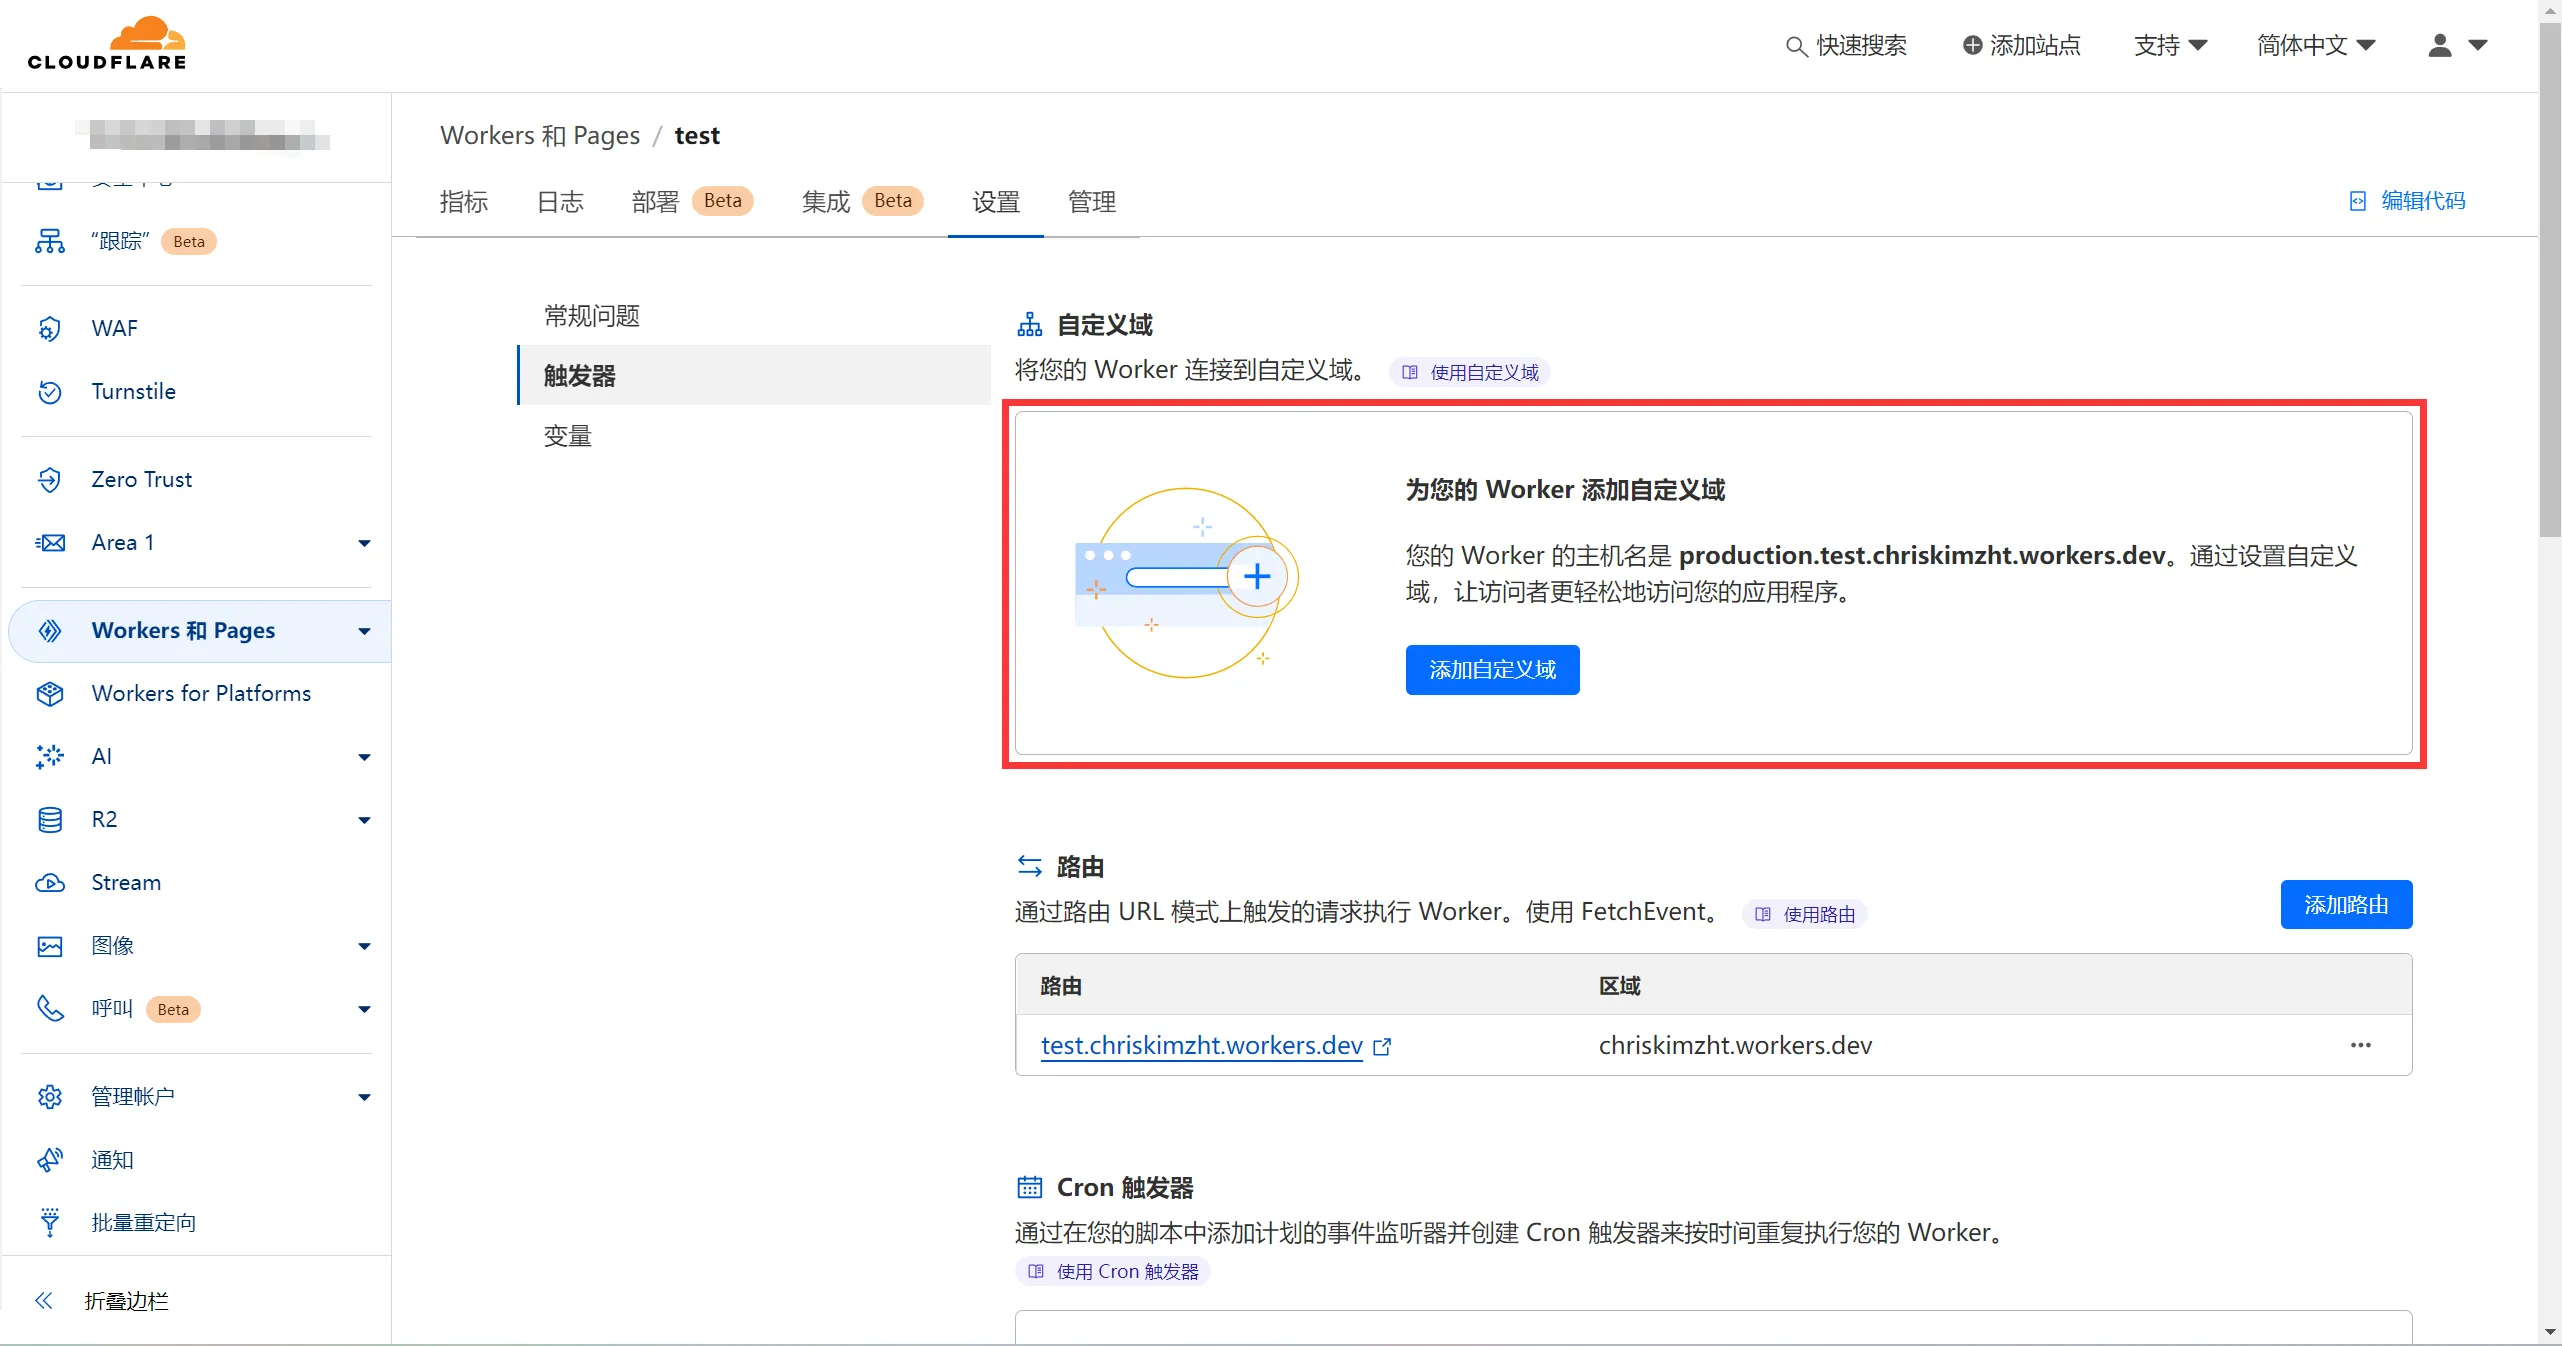 CLOUDFLARE
快速搜索
添加站点
支持
简体中文
Workers 和 Pages / test
指标
日志
部署 Beta
集成 Beta
设置
管理
编辑代码
“跟踪” Beta
WAF
Turnstile
Zero Trust
Area 1
Workers 和 Pages
Workers for Platforms
AI
R2
Stream
图像
呼叫 Beta
管理帐户
通知
批量重定向
折叠边栏
常规问题
触发器
变量
自定义域
将您的 Worker 连接到自定义域。 使用自定义域
为您的 Worker 添加自定义域
您的 Worker 的主机名是 production.test.chriskimzht.workers.dev。通过设置自定义
域，让访问者更轻松地访问您的应用程序。
添加自定义域
路由
通过路由 URL 模式上触发的请求执行 Worker。使用 FetchEvent。 使用路由
添加路由
路由 区域
test.chriskimzht.workers.dev chriskimzht.workers.dev
Cron 触发器
通过在您的脚本中添加计划的事件监听器并创建 Cron 触发器来按时间重复执行您的 Worker。
使用 Cron 触发器